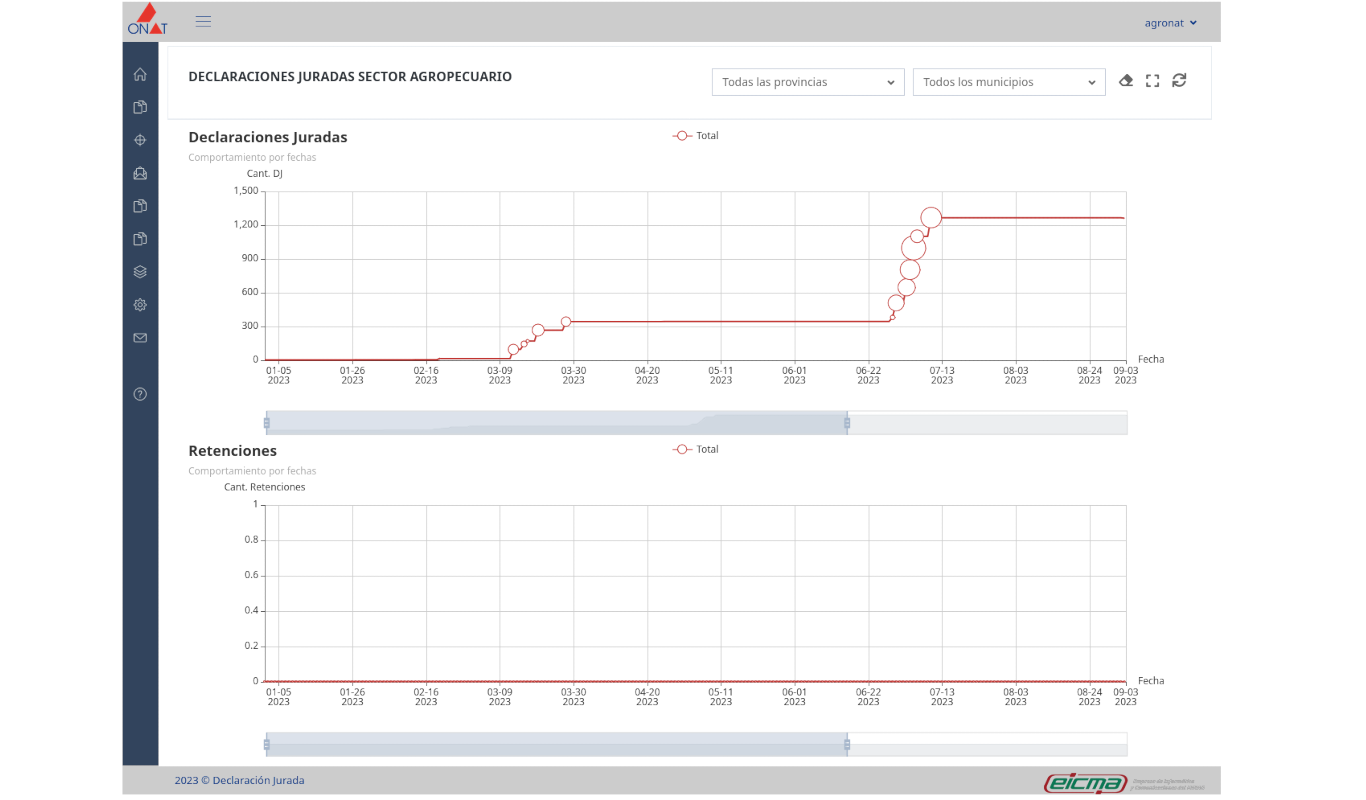 ONAT
agronat
DECLARACIONES JURADAS SECTOR AGROPECUARIO
Todas las provincias
Todos los municipios
Declaraciones Juradas
Total
Comportamiento por fechas
Cant. DJ
1,500
1,200
900
600
300
0
Fecha
01-05 01-26 02-16 03-09 03-30 04-20 05-11 06-01 06-22 07-13 08-03 08-24 09-03
2023 2023 2023 2023 2023 2023 2023 2023 2023 2023 2023 2023 2023
Retenciones
Total
Comportamiento por fechas
Cant. Retenciones
1
0.8
0.6
0.4
0.2
0
Fecha
01-05 01-26 02-16 03-09 03-30 04-20 05-11 06-01 06-22 07-13 08-03 08-24 09-03
2023 2023 2023 2023 2023 2023 2023 2023 2023 2023 2023 2023 2023
2023 © Declaración Jurada
eicma